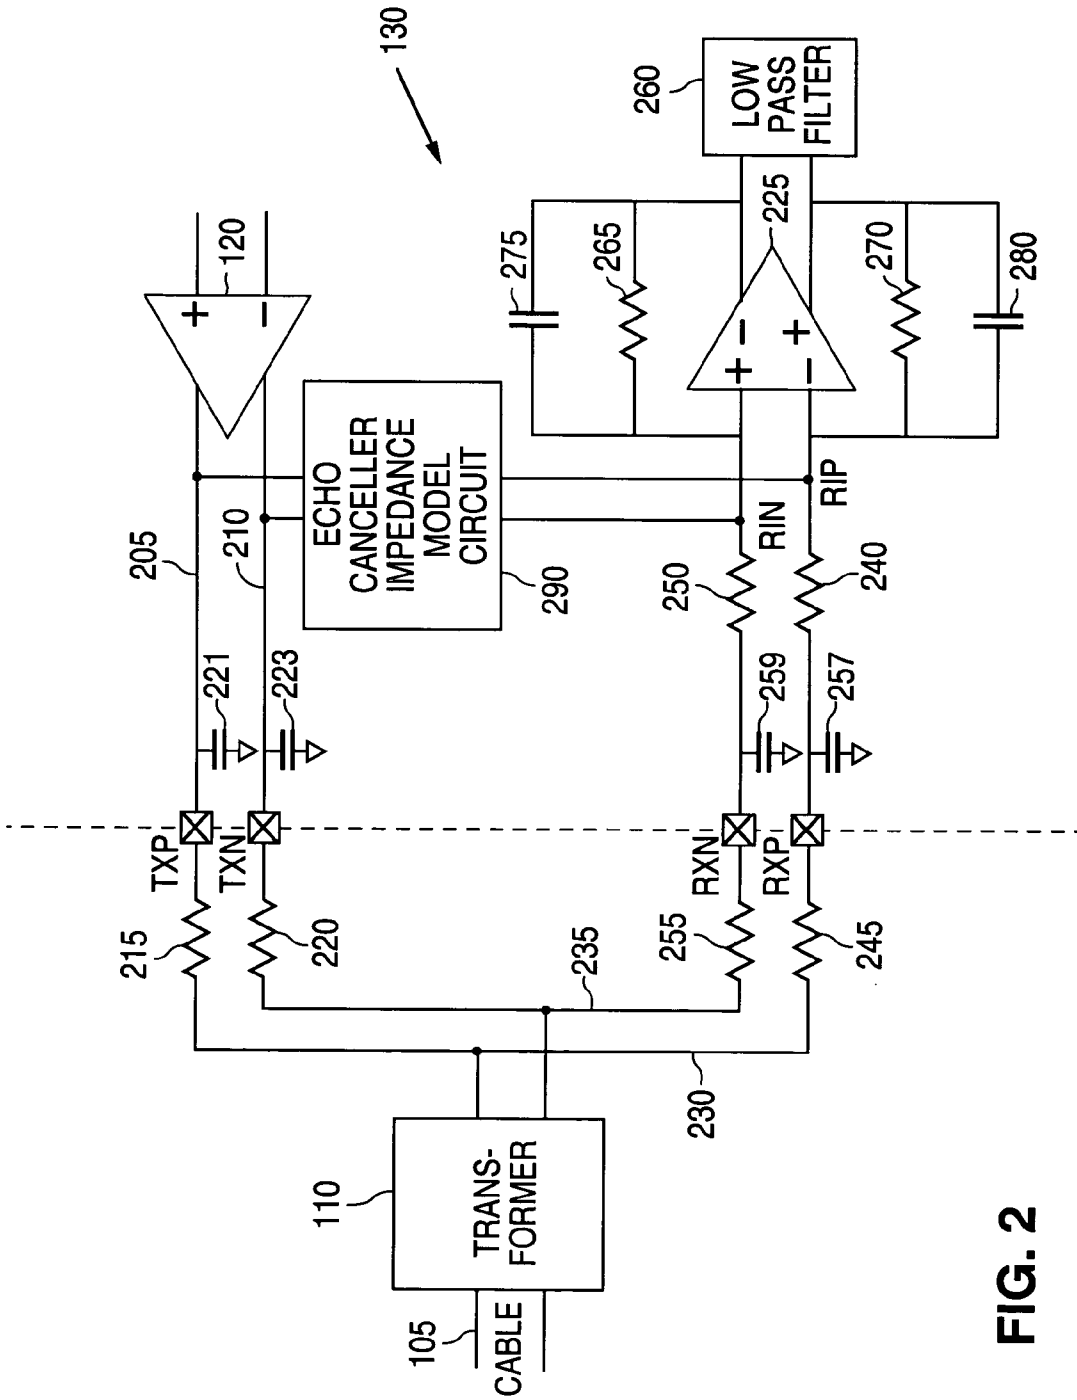 130
120
205
210
221
223
TXP
TXN
215
220
ECHO
CANCELLER
IMPEDANCE
MODEL
CIRCUIT
290
+
−
275
265
225
270
280
260
LOW
PASS
FILTER
−
+
+
−
RIN
RIP
250
240
259
257
RXN
RXP
255
245
235
230
110
TRANS-
FORMER
105
CABLE
FIG. 2